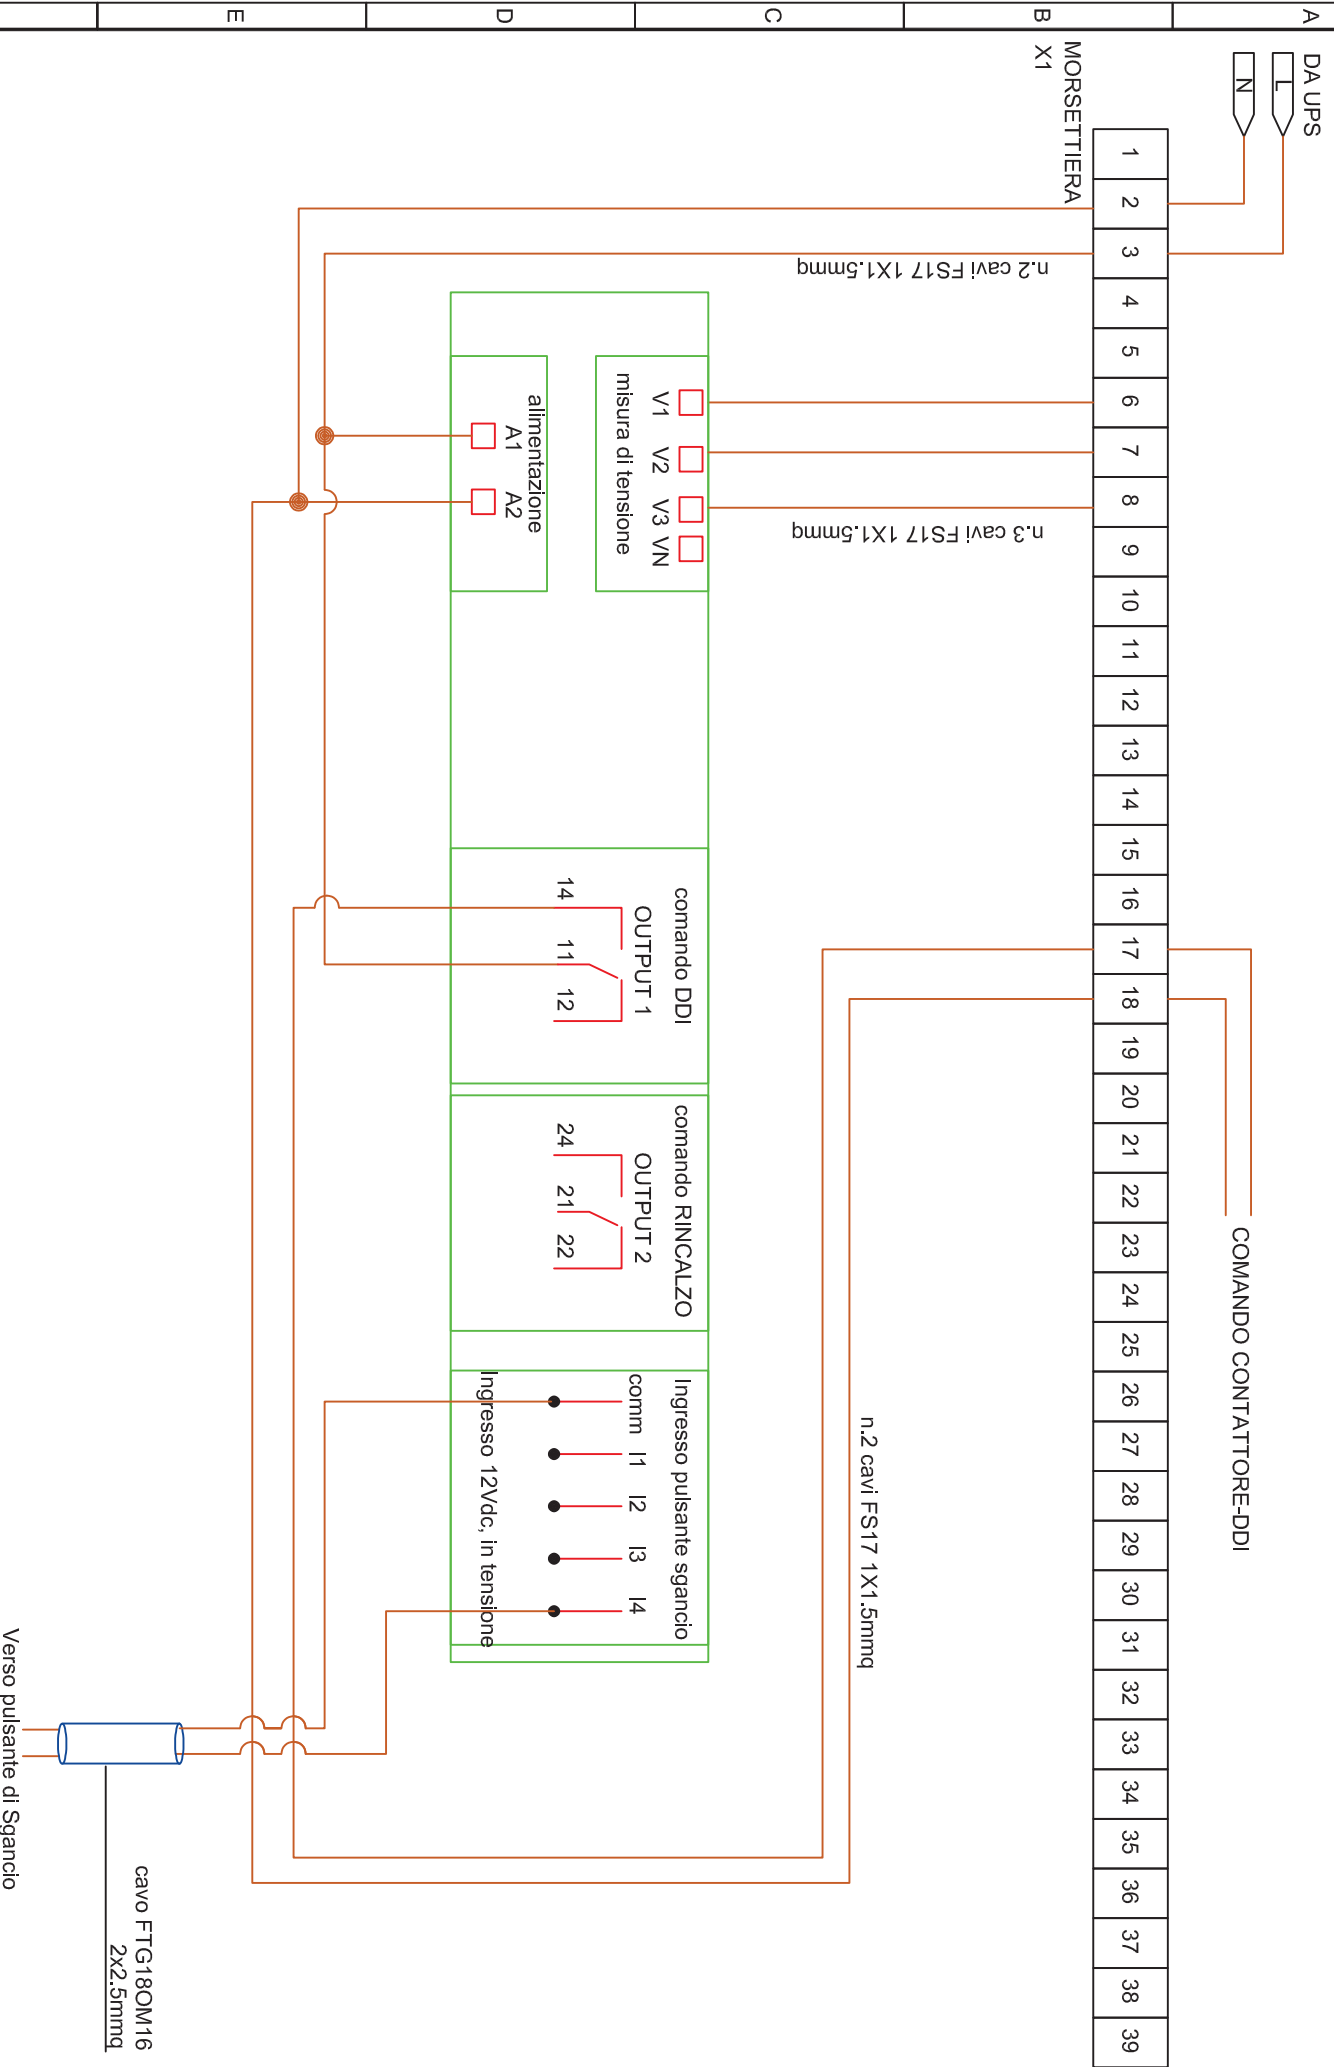 A
B
C
D
E
DA UPS
L
N
MORSETTIERA
X1
1 2 3 4 5 6 7 8 9 10 11 12 13 14 15 16 17 18 19 20 21 22 23 24 25 26 27 28 29 30 31 32 33 34 35 36 37 38 39
COMANDO CONTATTORE-DDI
n.2 cavi FS17 1X1.5mmq
n.3 cavi FS17 1X1.5mmq
n.2 cavi FS17 1X1.5mmq
V1 V2 V3 VN
misura di tensione
alimentazione
A1 A2
comando DDI
OUTPUT 1
14 11 12
comando RINCALZO
OUTPUT 2
24 21 22
Ingresso pulsante sgancio
comm I1 I2 I3 I4
Ingresso 12Vdc, in tensione
cavo FTG18OM16
2x2.5mmq
Verso pulsante di Sgancio